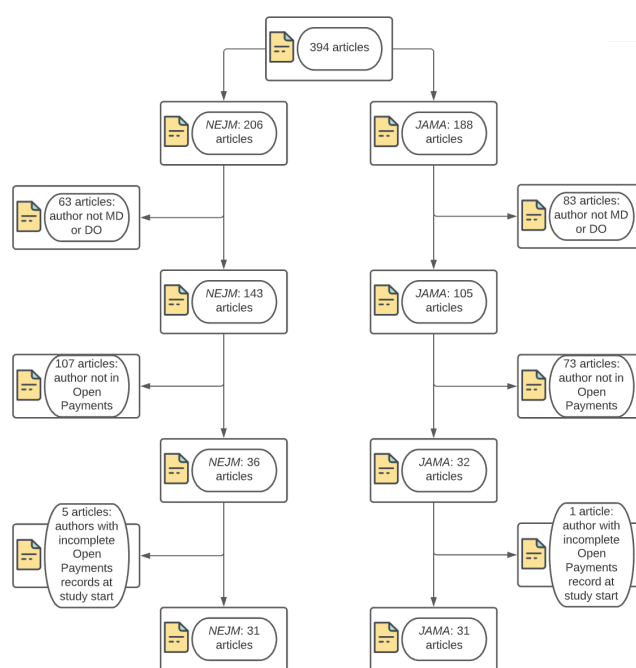 394 articles
NEJM: 206
articles
JAMA: 188
articles
63 articles:
author not MD
or DO
83 articles:
author not MD
or DO
NEJM: 143
articles
JAMA: 105
articles
107 articles:
author not in
Open
Payments
73 articles:
author not in
Open
Payments
NEJM: 36
articles
JAMA: 32
articles
5 articles:
authors with
incomplete
Open
Payments
records at
study start
1 article:
author with
incomplete
Open
Payments
record at
study start
NEJM: 31
articles
JAMA: 31
articles